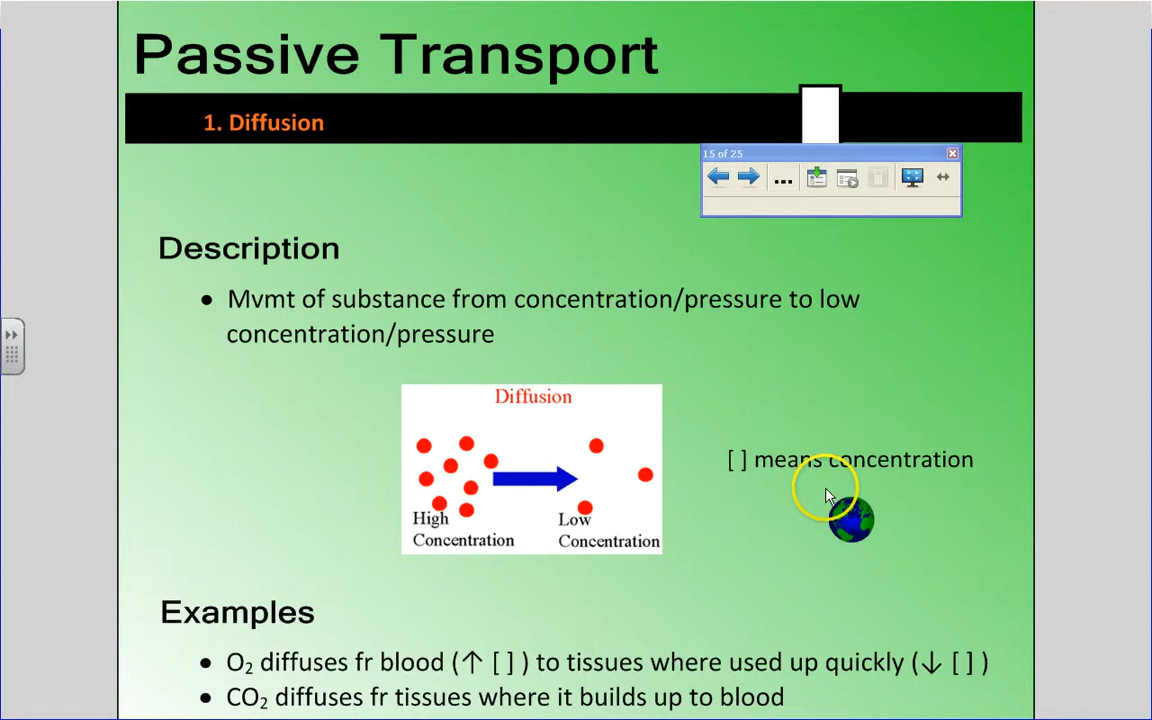 Passive Transport
1. Diffusion
15 of 25
Description
• Mvmt of substance from concentration/pressure to low
concentration/pressure
Diffusion
High
Concentration
Low
Concentration
[ ] means concentration
Examples
• O₂ diffuses fr blood (↑ [ ] ) to tissues where used up quickly (↓ [ ] )
• CO₂ diffuses fr tissues where it builds up to blood